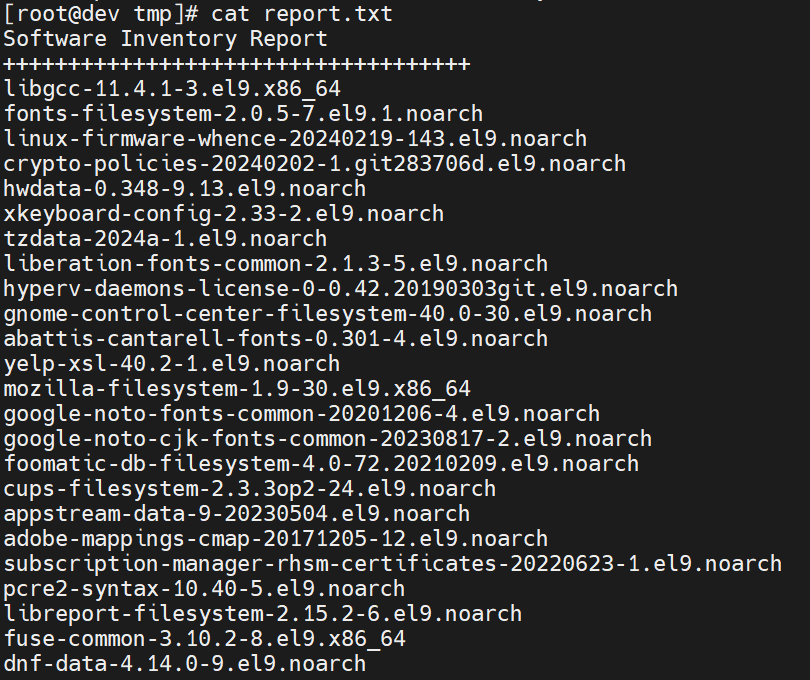 [root@dev tmp]# cat report.txt
Software Inventory Report
++++++++++++++++++++++++++++++++++++
libgcc-11.4.1-3.el9.x86_64
fonts-filesystem-2.0.5-7.el9.1.noarch
linux-firmware-whence-20240219-143.el9.noarch
crypto-policies-20240202-1.git283706d.el9.noarch
hwdata-0.348-9.13.el9.noarch
xkeyboard-config-2.33-2.el9.noarch
tzdata-2024a-1.el9.noarch
liberation-fonts-common-2.1.3-5.el9.noarch
hyperv-daemons-license-0-0.42.20190303git.el9.noarch
gnome-control-center-filesystem-40.0-30.el9.noarch
abattis-cantarell-fonts-0.301-4.el9.noarch
yelp-xsl-40.2-1.el9.noarch
mozilla-filesystem-1.9-30.el9.x86_64
google-noto-fonts-common-20201206-4.el9.noarch
google-noto-cjk-fonts-common-20230817-2.el9.noarch
foomatic-db-filesystem-4.0-72.20210209.el9.noarch
cups-filesystem-2.3.3op2-24.el9.noarch
appstream-data-9-20230504.el9.noarch
adobe-mappings-cmap-20171205-12.el9.noarch
subscription-manager-rhsm-certificates-20220623-1.el9.noarch
pcre2-syntax-10.40-5.el9.noarch
libreport-filesystem-2.15.2-6.el9.noarch
fuse-common-3.10.2-8.el9.x86_64
dnf-data-4.14.0-9.el9.noarch